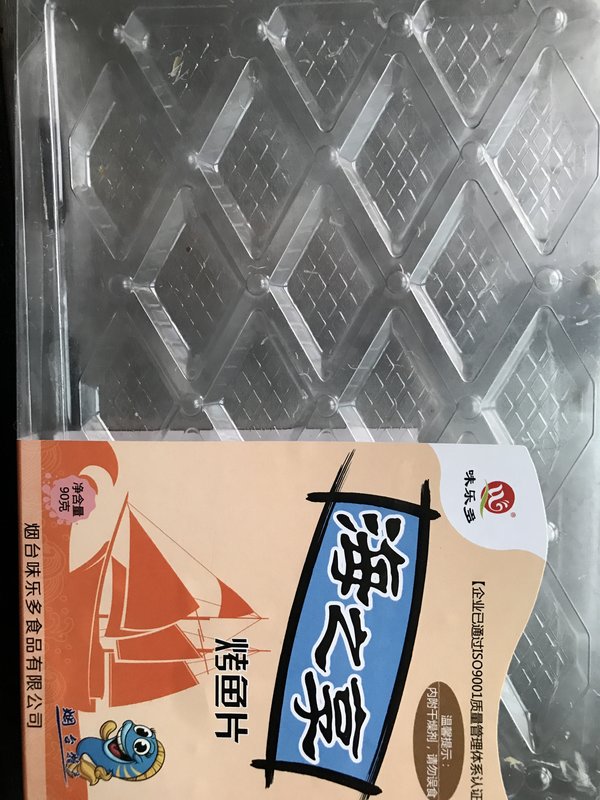 味乐多
®
【企业已通过ISO9001质量管理体系认证
海之享
温馨提示：
内附干燥剂，请勿误食
烤鱼片
净含量
90克
烟台
烟台味乐多食品有限公司